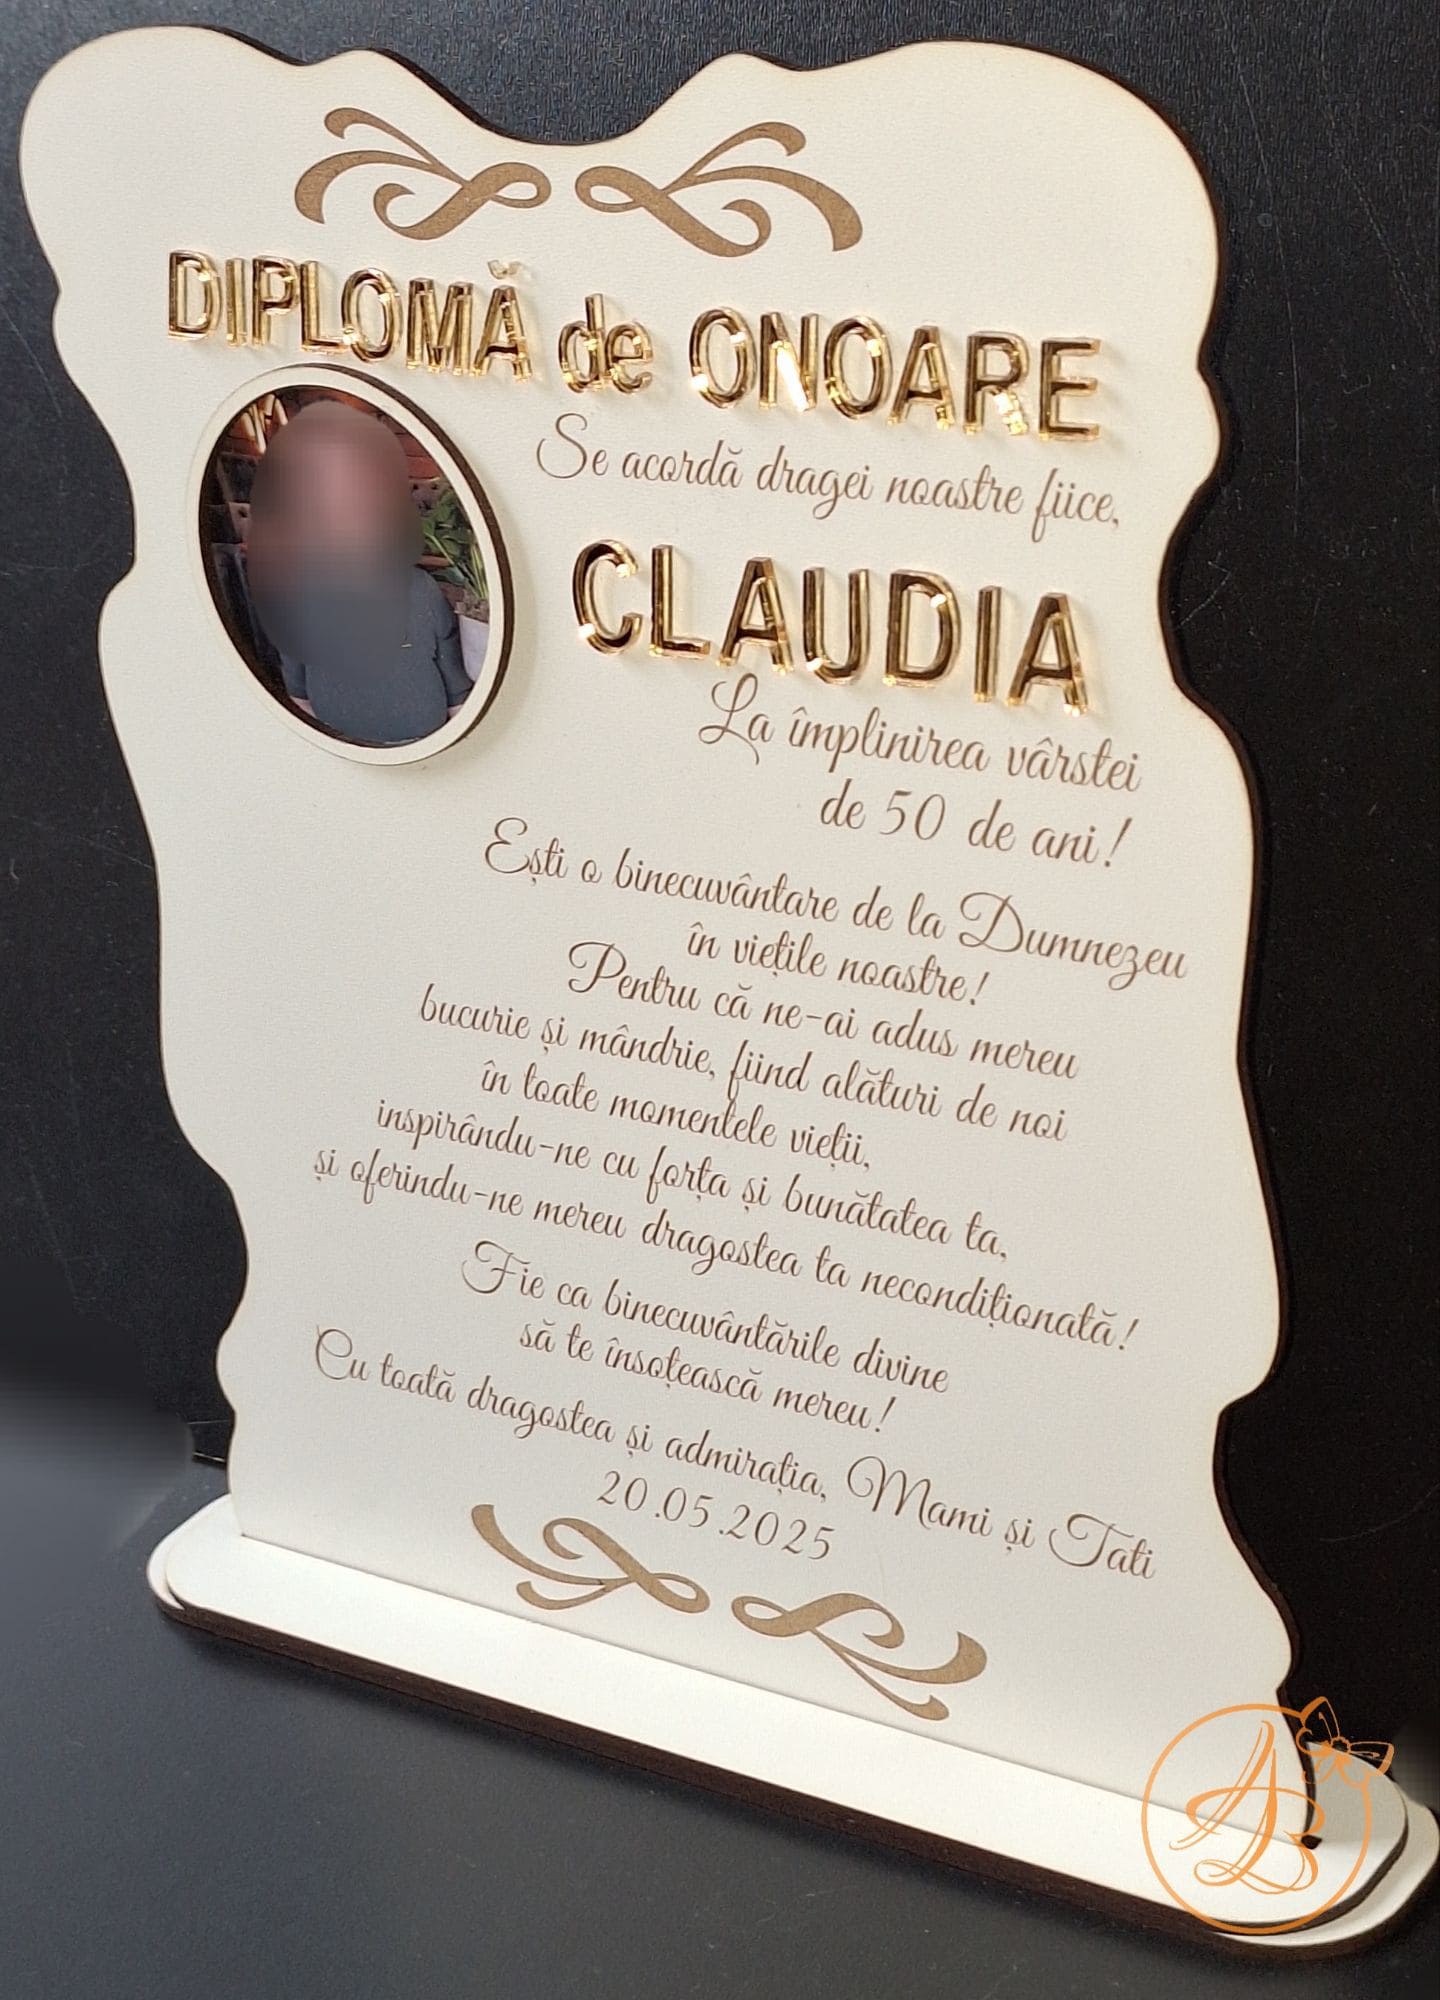 DIPLOMĂ de ONOARE
Se acordă dragei noastre fiice,
CLAUDIA
La împlinirea vârstei
de 50 de ani!
Ești o binecuvântare de la Dumnezeu
în viețile noastre!
Pentru că ne-ai adus mereu
bucurie și mândrie, fiind alături de noi
în toate momentele vieții,
inspirându-ne cu forța și bunătatea ta,
și oferindu-ne mereu dragostea ta necondiționată!
Fie ca binecuvântările divine
să te însoțească mereu!
Cu toată dragostea și admirația, Mami și Tati
20.05.2025
AB